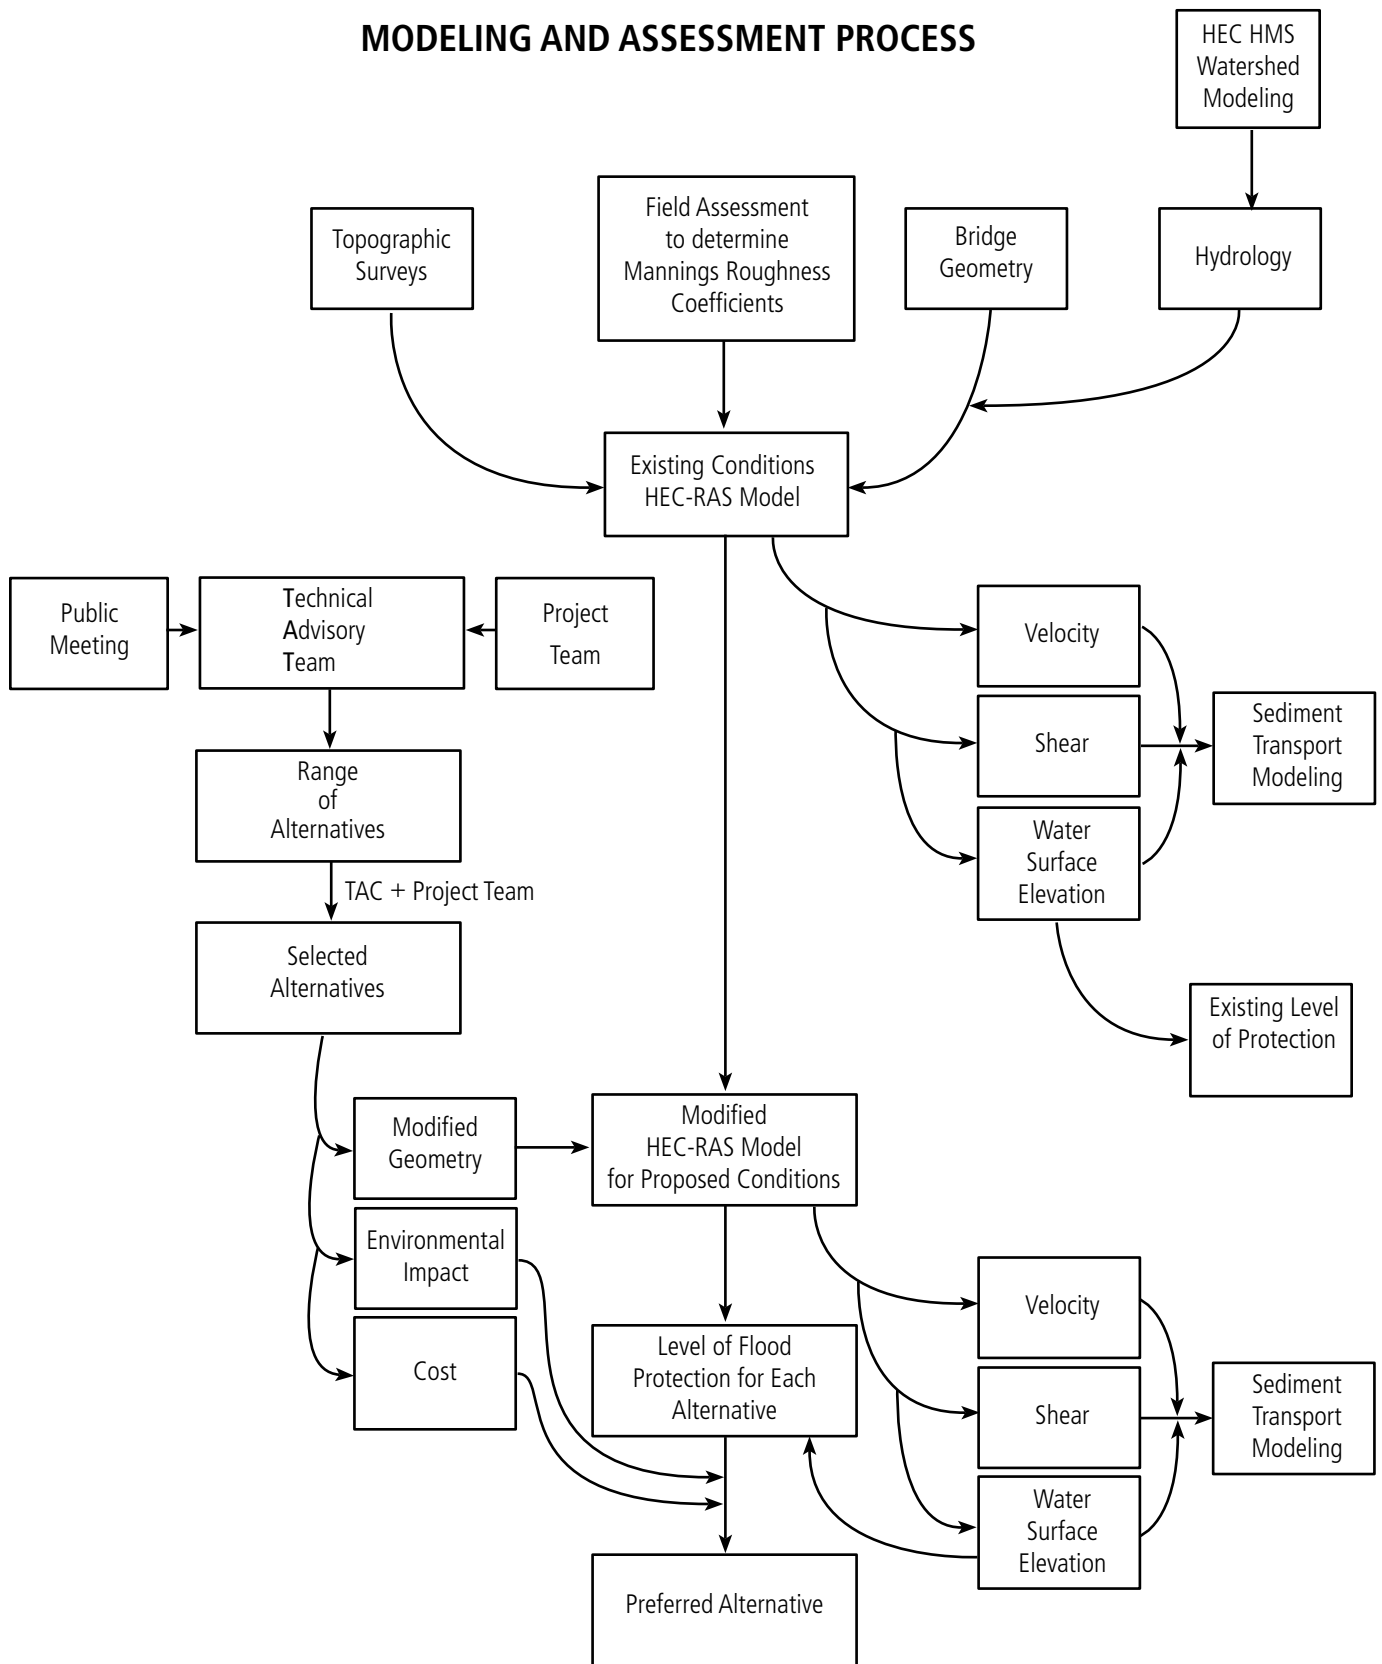 MODELING AND ASSESSMENT PROCESS
HEC HMS
Watershed
Modeling
Topographic
Surveys
Field Assessment
to determine
Mannings Roughness
Coefficients
Bridge
Geometry
Hydrology
Existing Conditions
HEC-RAS Model
Public
Meeting
Technical
Advisory
Team
Project
Team
Velocity
Shear
Water
Surface
Elevation
Sediment
Transport
Modeling
Range
of
Alternatives
TAC + Project Team
Selected
Alternatives
Existing Level
of Protection
Modified
Geometry
Modified
HEC-RAS Model
for Proposed Conditions
Environmental
Impact
Cost
Level of Flood
Protection for Each
Alternative
Velocity
Shear
Water
Surface
Elevation
Sediment
Transport
Modeling
Preferred Alternative